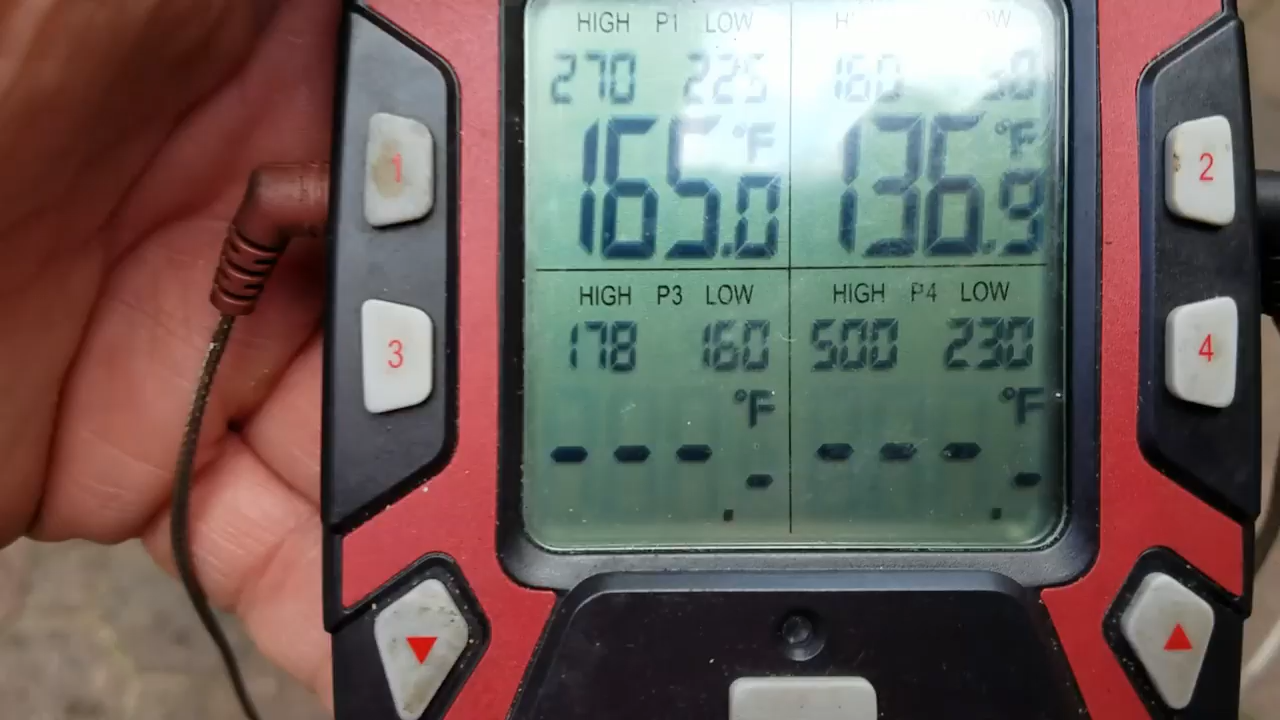 HIGH P1 LOW
270 225
165.0 °F
160
136.9 °F
HIGH P3 LOW
178 160
---.- °F
HIGH P4 LOW
500 230
---.- °F
1
2
3
4